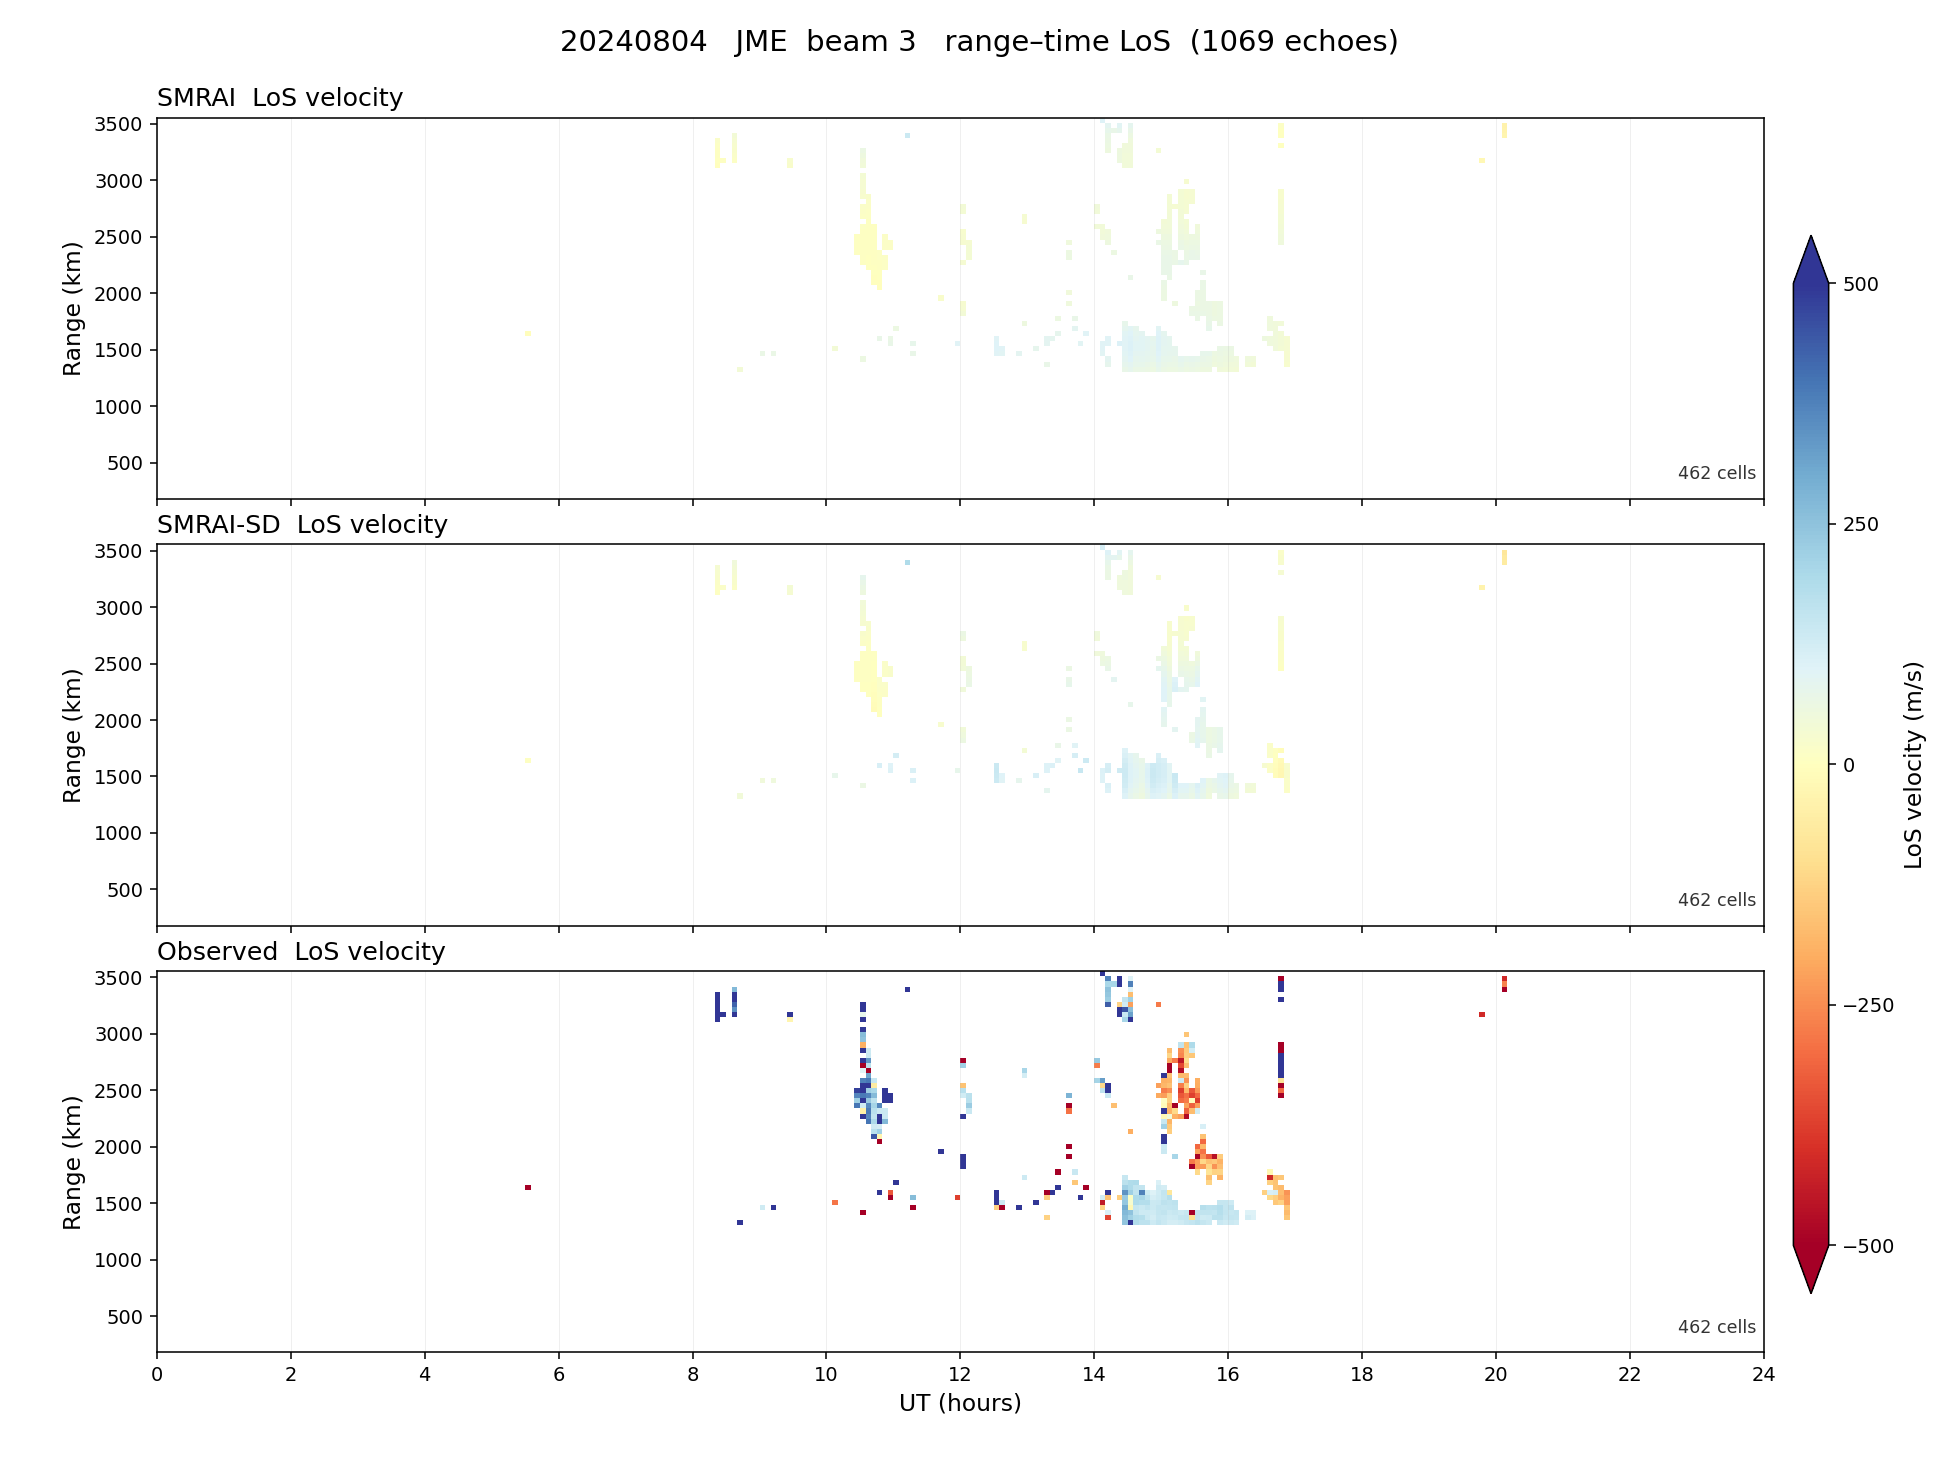 20240804   JME  beam 3   range–time LoS  (1069 echoes)
SMRAI  LoS velocity
3500
3000
2500
2000
1500
1000
500
Range (km)
462 cells
SMRAI-SD  LoS velocity
3500
3000
2500
2000
1500
1000
500
Range (km)
462 cells
Observed  LoS velocity
3500
3000
2500
2000
1500
1000
500
Range (km)
462 cells
0 2 4 6 8 10 12 14 16 18 20 22 24
UT (hours)
500
250
0
−250
−500
LoS velocity (m/s)